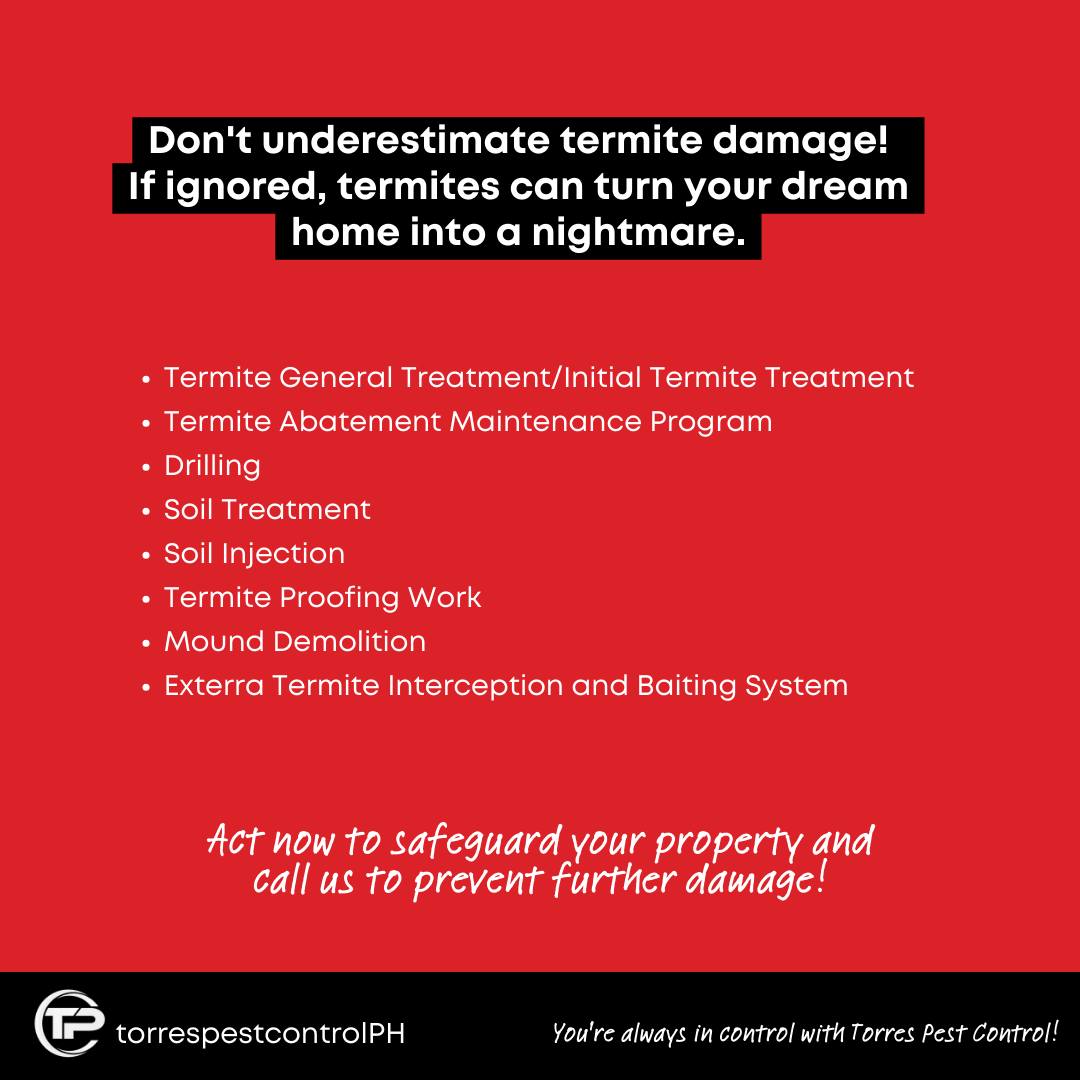 Don't underestimate termite damage!
If ignored, termites can turn your dream
home into a nightmare.
• Termite General Treatment/Initial Termite Treatment
• Termite Abatement Maintenance Program
• Drilling
• Soil Treatment
• Soil Injection
• Termite Proofing Work
• Mound Demolition
• Exterra Termite Interception and Baiting System
Act now to safeguard your property and
call us to prevent further damage!
TP torrespestcontrolPH
You're always in control with Torres Pest Control!